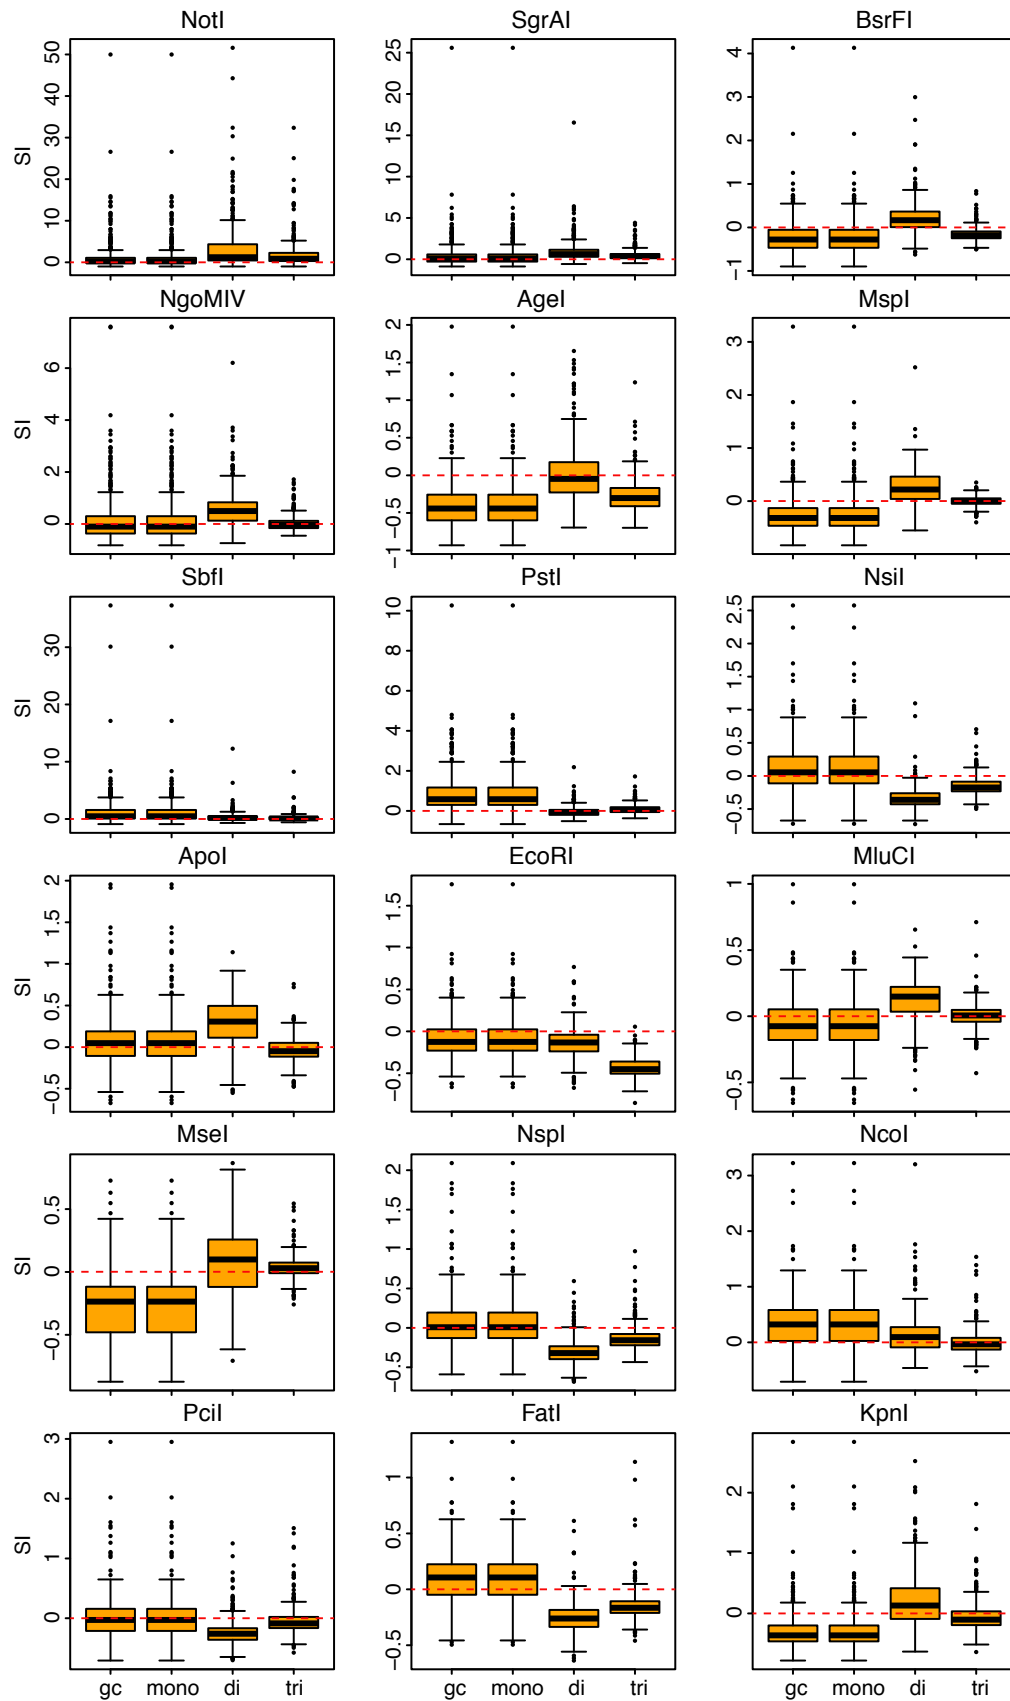 NotI SgrAI BsrFI
SI 0 10 20 30 40 50
0 5 10 15 20 25
−1 0 1 2 3 4
NgoMIV AgeI MspI
SI 0 2 4 6
−1 −0.5 0 0.5 1 1.5 2
0 1 2 3
SbfI PstI NsiI
SI 0 10 20 30
0 2 4 6 8 10
−0.5 0 0.5 1 1.5 2 2.5
ApoI EcoRI MluCI
SI −0.5 0 0.5 1 1.5 2
−0.5 0 0.5 1 1.5
−0.5 0 0.5 1
MseI NspI NcoI
SI −0.5 0 0.5
−0.5 0 0.5 1 1.5 2
0 1 2 3
PciI FatI KpnI
SI 0 1 2 3
−0.5 0 0.5 1
0 1 2
gc mono di tri gc mono di tri gc mono di tri